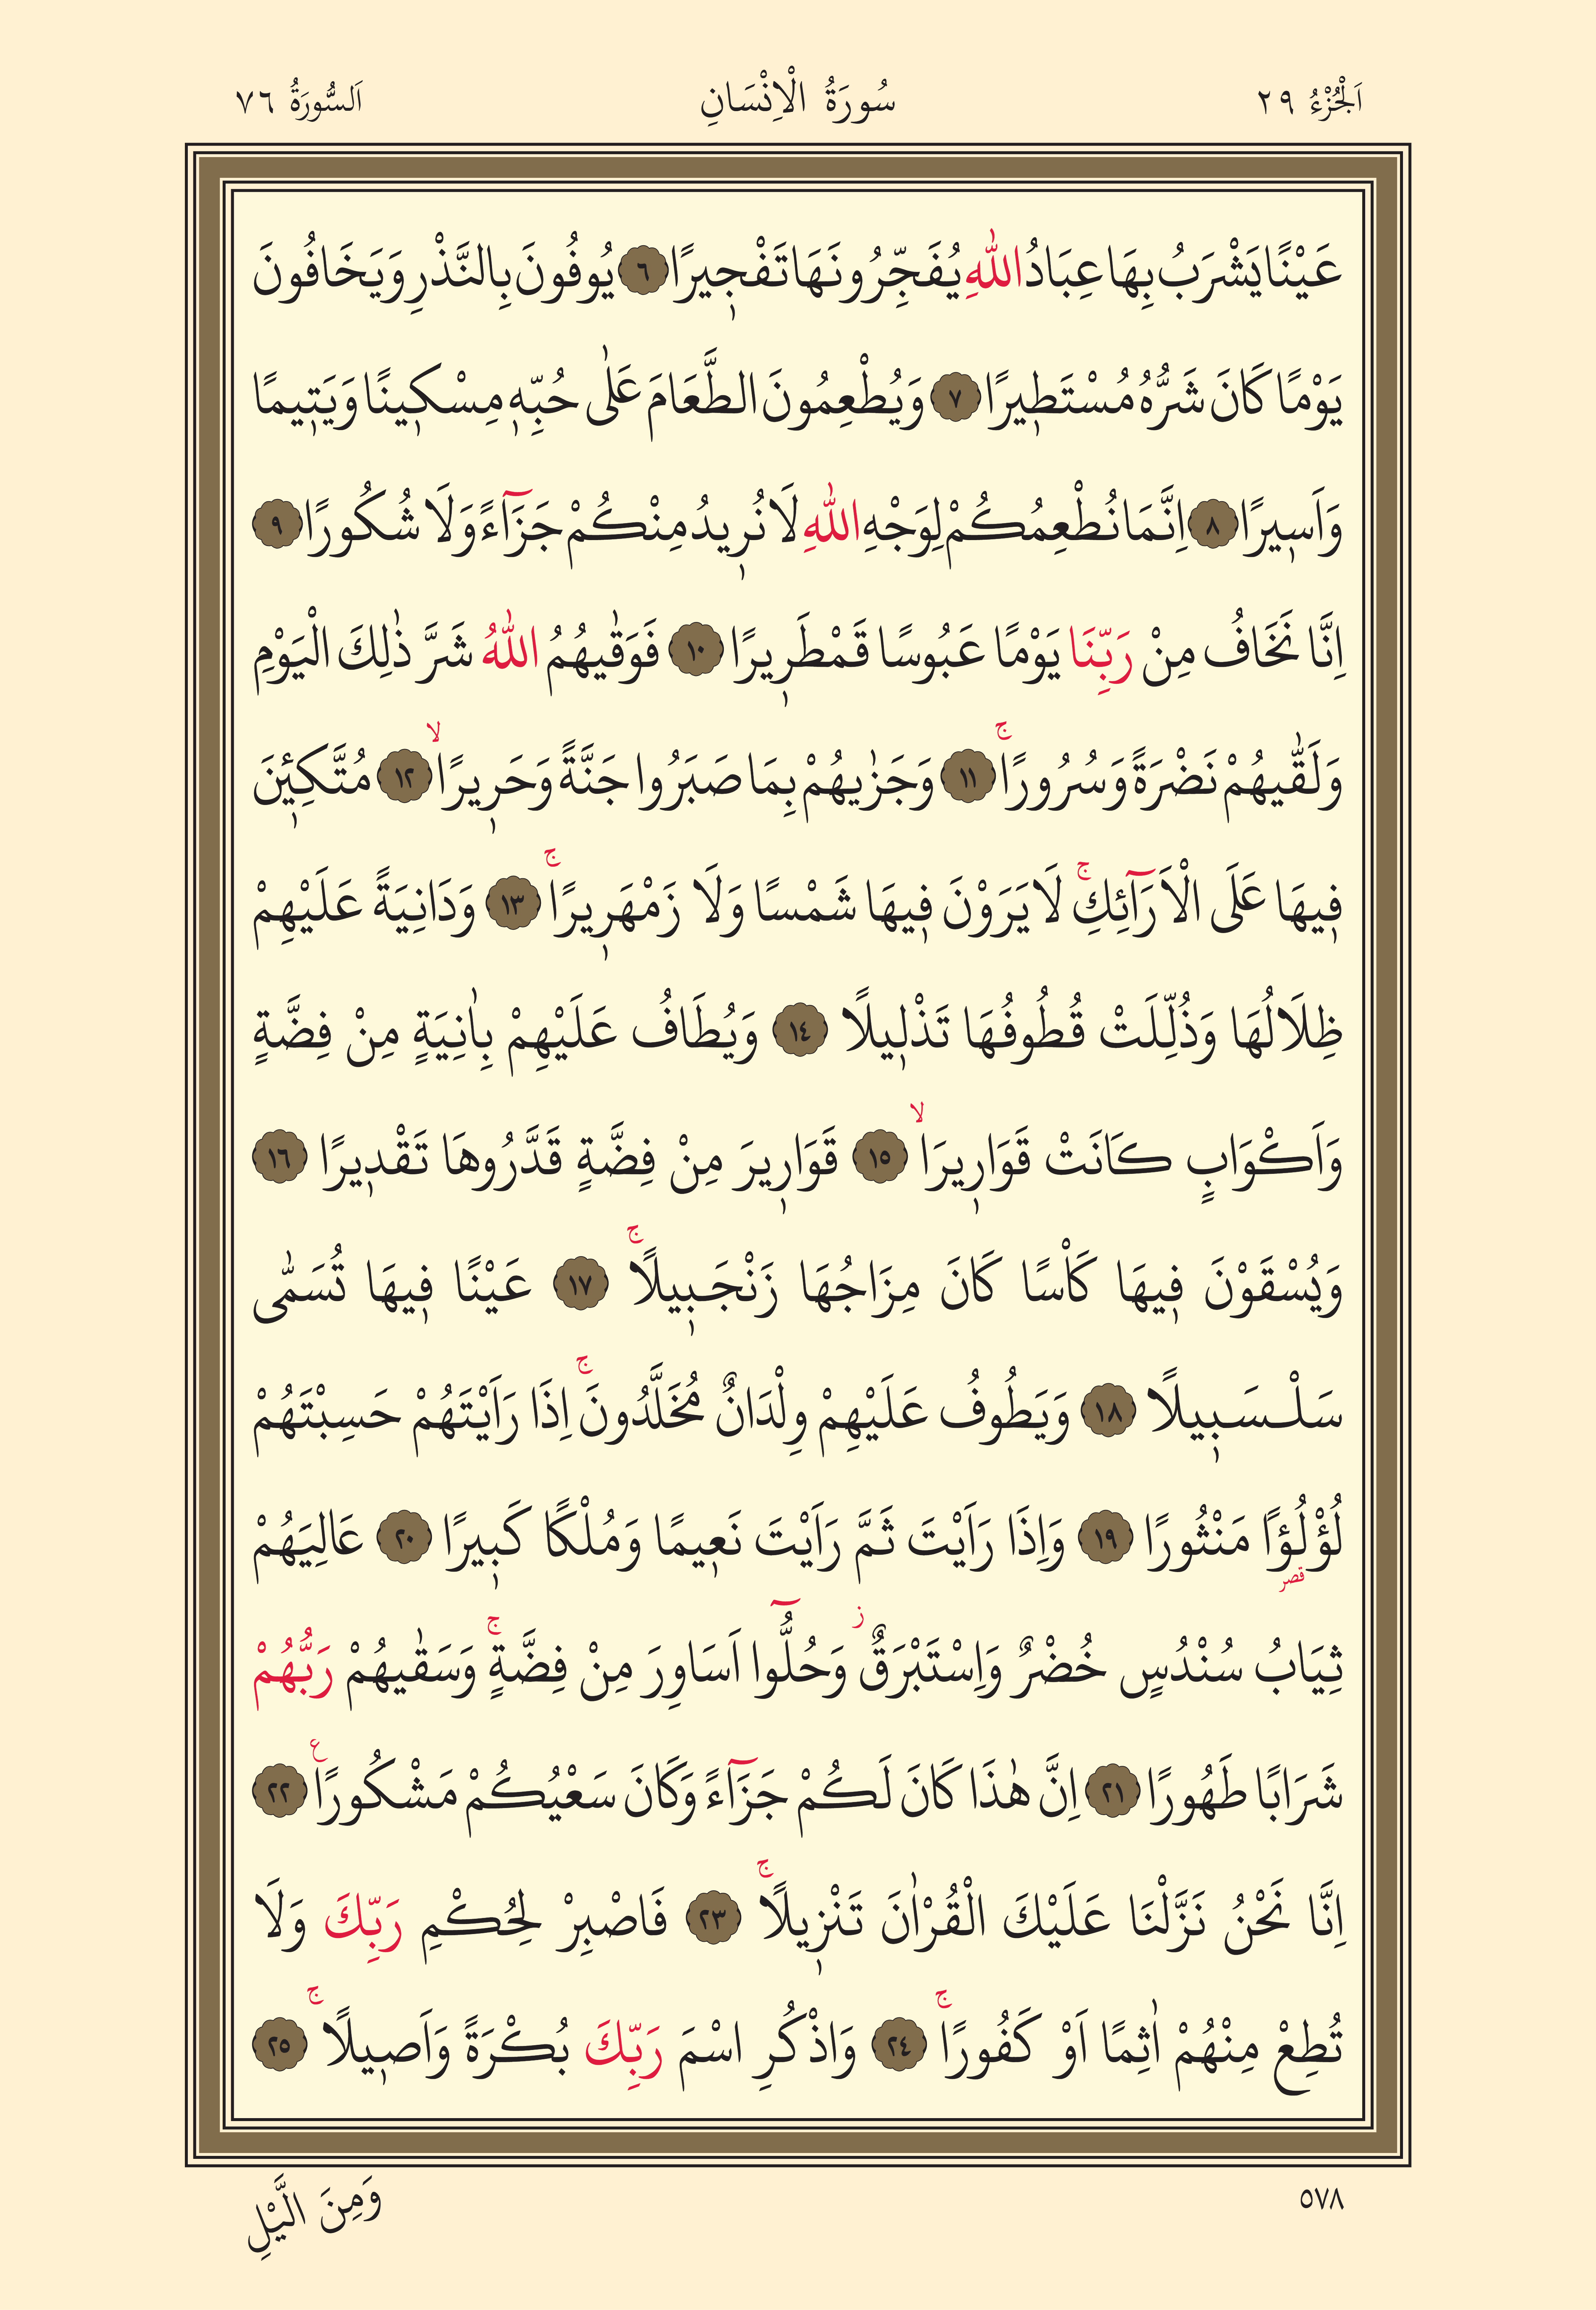 اَلْجُزْءُ ٢٩
سُورَةُ الْاِنْسَانِ
اَلسُّورَةُ ٧٦
عَيْنًا يَشْرَبُ بِهَا عِبَادُ اللّٰهِ يُفَجِّرُونَهَا تَفْج۪يرًا ٦ يُوفُونَ بِالنَّذْرِ وَيَخَافُونَ
يَوْمًا كَانَ شَرُّهُ مُسْتَط۪يرًا ٧ وَيُطْعِمُونَ الطَّعَامَ عَلٰى حُبِّه۪ مِسْك۪ينًا وَيَت۪يمًا
وَاَس۪يرًا ٨ اِنَّمَا نُطْعِمُكُمْ لِوَجْهِ اللّٰهِ لَا نُر۪يدُ مِنْكُمْ جَزَٓاءً وَلَا شُكُورًا ٩
اِنَّا نَخَافُ مِنْ رَبِّنَا يَوْمًا عَبُوسًا قَمْطَر۪يرًا ١٠ فَوَقٰيهُمُ اللّٰهُ شَرَّ ذٰلِكَ الْيَوْمِ
وَلَقّٰيهُمْ نَضْرَةً وَسُرُورًاۚ ١١ وَجَزٰيهُمْ بِمَا صَبَرُوا جَنَّةً وَحَر۪يرًاۙ ١٢ مُتَّكِـ۪ٔينَ
ف۪يهَا عَلَى الْاَرَٓائِكِۚ لَا يَرَوْنَ ف۪يهَا شَمْسًا وَلَا زَمْهَر۪يرًاۚ ١٣ وَدَانِيَةً عَلَيْهِمْ
ظِلَالُهَا وَذُلِّلَتْ قُطُوفُهَا تَذْل۪يلًا ١٤ وَيُطَافُ عَلَيْهِمْ بِاٰنِيَةٍ مِنْ فِضَّةٍ
وَاَكْوَابٍ كَانَتْ قَوَار۪يرَاۙ ١٥ قَوَار۪يرَ مِنْ فِضَّةٍ قَدَّرُوهَا تَقْد۪يرًا ١٦
وَيُسْقَوْنَ ف۪يهَا كَأْسًا كَانَ مِزَاجُهَا زَنْجَب۪يلًاۚ ١٧ عَيْنًا ف۪يهَا تُسَمّٰى
سَلْسَب۪يلًا ١٨ وَيَطُوفُ عَلَيْهِمْ وِلْدَانٌ مُخَلَّدُونَۚ اِذَا رَاَيْتَهُمْ حَسِبْتَهُمْ
لُؤْلُؤًا مَنْثُورًا ١٩ وَاِذَا رَاَيْتَ ثَمَّ رَاَيْتَ نَع۪يمًا وَمُلْكًا كَب۪يرًا ٢٠ عَالِيَهُمْ
قصر
ثِيَابُ سُنْدُسٍ خُضْرٌ وَاِسْتَبْرَقٌۘ وَحُلُّٓوا اَسَاوِرَ مِنْ فِضَّةٍۚ وَسَقٰيهُمْ رَبُّهُمْ
شَرَابًا طَهُورًا ٢١ اِنَّ هٰذَا كَانَ لَكُمْ جَزَٓاءً وَكَانَ سَعْيُكُمْ مَشْكُورًا ع ٢٢
اِنَّا نَحْنُ نَزَّلْنَا عَلَيْكَ الْقُرْاٰنَ تَنْز۪يلًاۚ ٢٣ فَاصْبِرْ لِحُكْمِ رَبِّكَ وَلَا
تُطِعْ مِنْهُمْ اٰثِمًا اَوْ كَفُورًاۚ ٢٤ وَاذْكُرِ اسْمَ رَبِّكَ بُكْرَةً وَاَص۪يلًاۚ ٢٥
٥٧٨
وَمِنَ الَّيْلِ